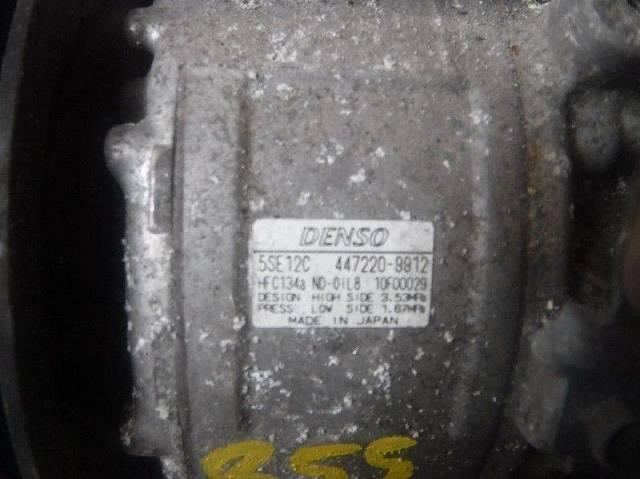 DENSO
5SE12C 447220-9912
HFC134a ND-OIL8 10F00029
DESIGN HIGH SIDE 3.53MPa
PRESS. LOW SIDE 1.67MPa
MADE IN JAPAN